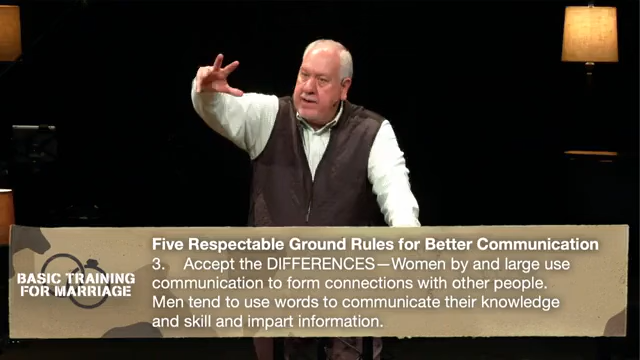 BASIC TRAINING
FOR MARRIAGE
Five Respectable Ground Rules for Better Communication
3. Accept the DIFFERENCES—Women by and large use
communication to form connections with other people.
Men tend to use words to communicate their knowledge
and skill and impart information.